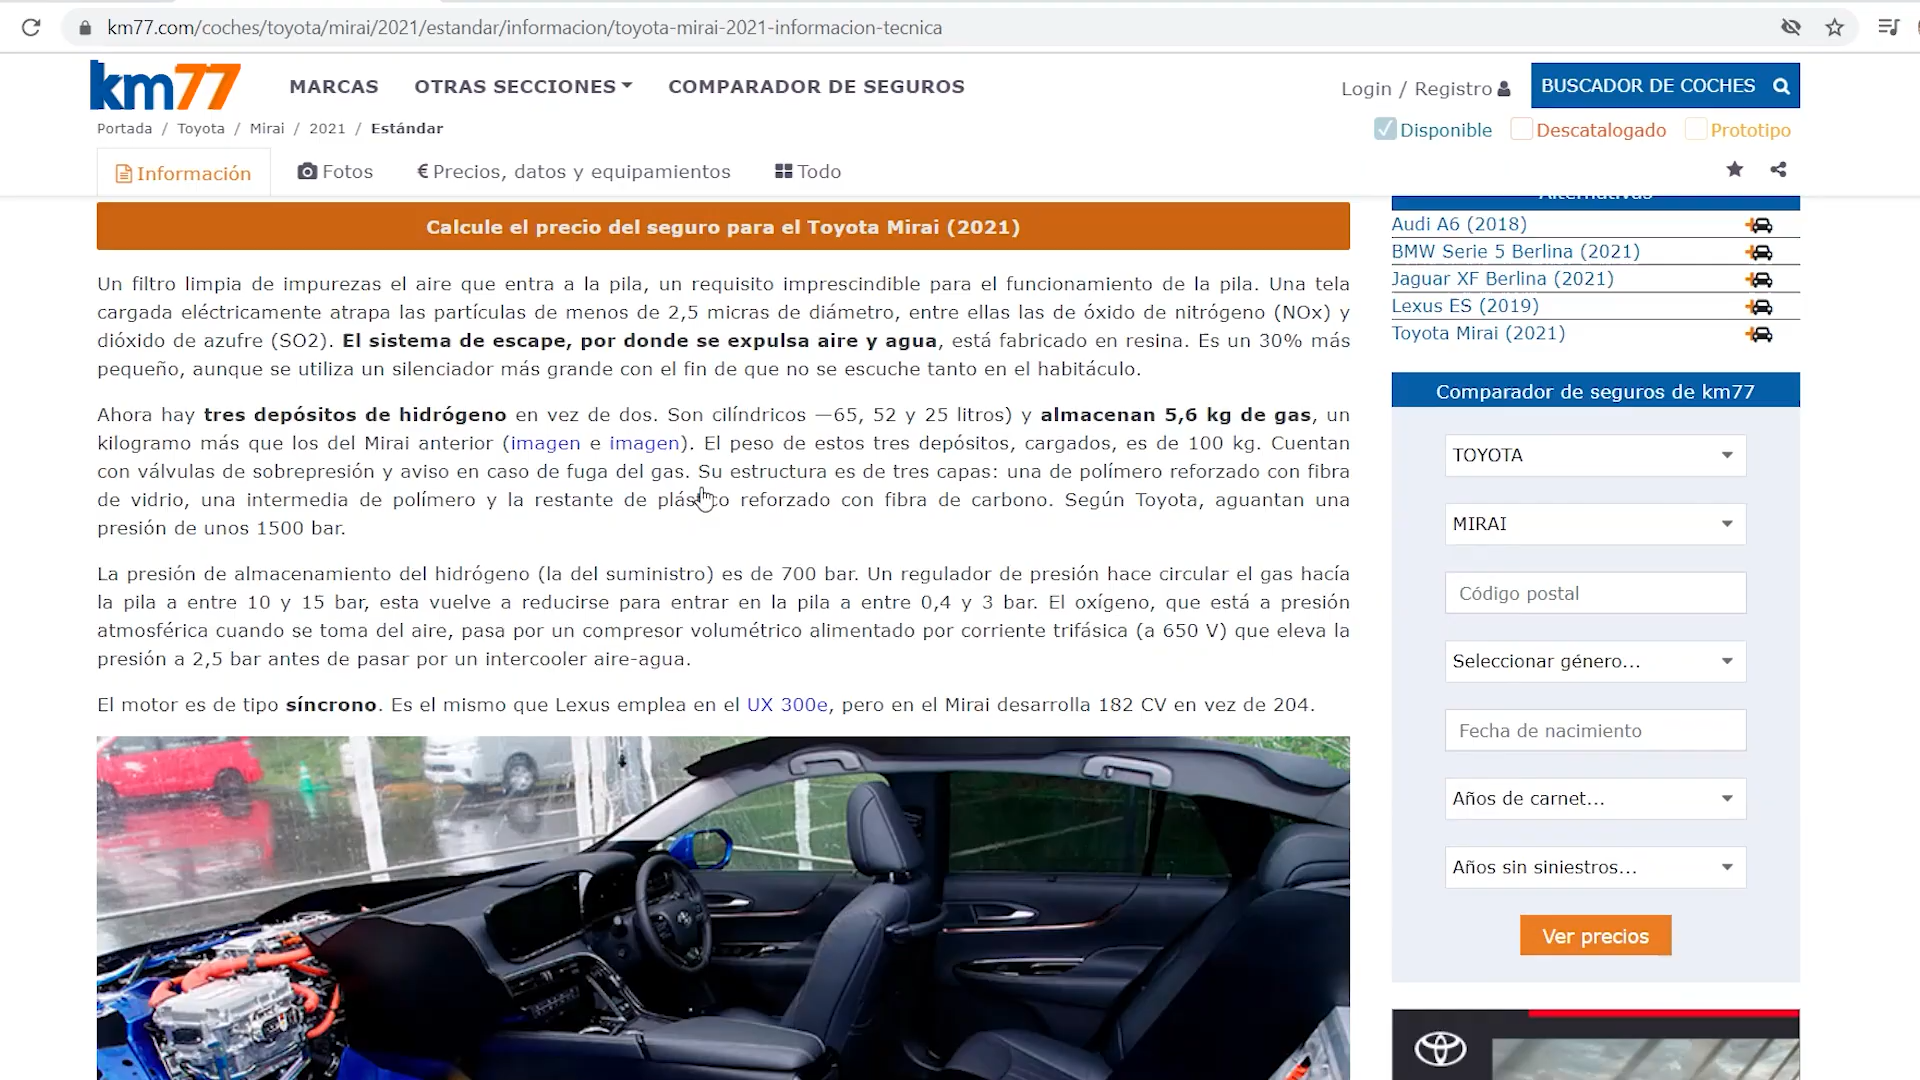 km77.com/coches/toyota/mirai/2021/estandar/informacion/toyota-mirai-2021-informacion-tecnica
km77
MARCAS
OTRAS SECCIONES
COMPARADOR DE SEGUROS
Login / Registro
BUSCADOR DE COCHES
Portada / Toyota / Mirai / 2021 / Estándar
Disponible
Descatalogado
Prototipo
Información
Fotos
€ Precios, datos y equipamientos
Todo
Calcule el precio del seguro para el Toyota Mirai (2021)
Un filtro limpia de impurezas el aire que entra a la pila, un requisito imprescindible para el funcionamiento de la pila. Una tela
cargada eléctricamente atrapa las partículas de menos de 2,5 micras de diámetro, entre ellas las de óxido de nitrógeno (NOx) y
dióxido de azufre (SO2). El sistema de escape, por donde se expulsa aire y agua, está fabricado en resina. Es un 30% más
pequeño, aunque se utiliza un silenciador más grande con el fin de que no se escuche tanto en el habitáculo.
Ahora hay tres depósitos de hidrógeno en vez de dos. Son cilíndricos —65, 52 y 25 litros) y almacenan 5,6 kg de gas, un
kilogramo más que los del Mirai anterior (imagen e imagen). El peso de estos tres depósitos, cargados, es de 100 kg. Cuentan
con válvulas de sobrepresión y aviso en caso de fuga del gas. Su estructura es de tres capas: una de polímero reforzado con fibra
de vidrio, una intermedia de polímero y la restante de plástico reforzado con fibra de carbono. Según Toyota, aguantan una
presión de unos 1500 bar.
La presión de almacenamiento del hidrógeno (la del suministro) es de 700 bar. Un regulador de presión hace circular el gas hacía
la pila a entre 10 y 15 bar, esta vuelve a reducirse para entrar en la pila a entre 0,4 y 3 bar. El oxígeno, que está a presión
atmosférica cuando se toma del aire, pasa por un compresor volumétrico alimentado por corriente trifásica (a 650 V) que eleva la
presión a 2,5 bar antes de pasar por un intercooler aire-agua.
El motor es de tipo síncrono. Es el mismo que Lexus emplea en el UX 300e, pero en el Mirai desarrolla 182 CV en vez de 204.
Alternativas
Audi A6 (2018)
BMW Serie 5 Berlina (2021)
Jaguar XF Berlina (2021)
Lexus ES (2019)
Toyota Mirai (2021)
Comparador de seguros de km77
TOYOTA
MIRAI
Código postal
Seleccionar género...
Fecha de nacimiento
Años de carnet...
Años sin siniestros...
Ver precios